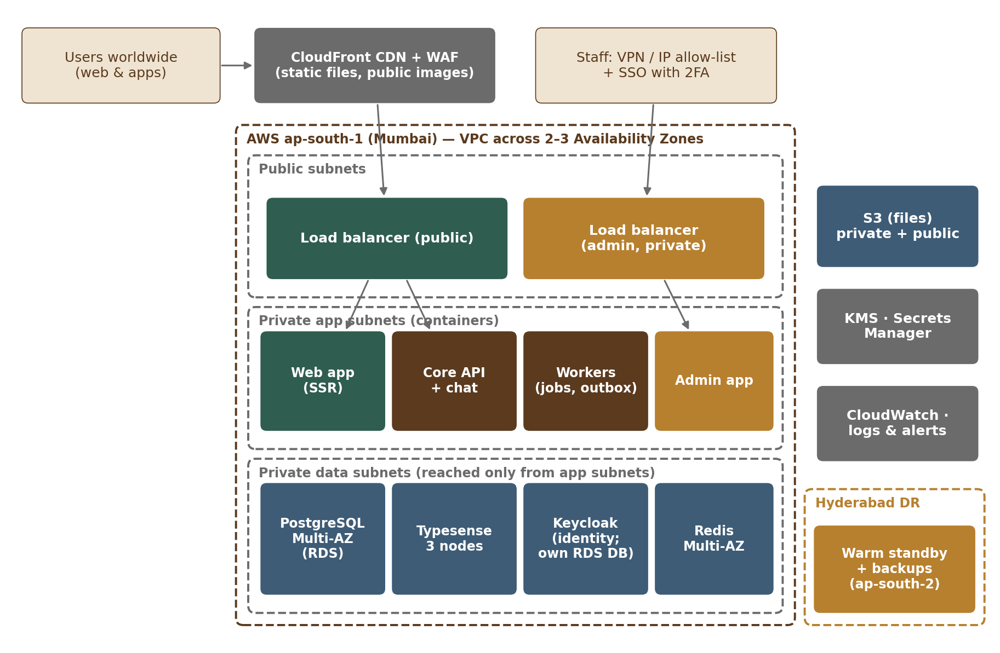 Users worldwide
(web & apps)
CloudFront CDN + WAF
(static files, public images)
Staff: VPN / IP allow-list
+ SSO with 2FA
AWS ap-south-1 (Mumbai) — VPC across 2–3 Availability Zones
Public subnets
Load balancer (public)
Load balancer
(admin, private)
Private app subnets (containers)
Web app
(SSR)
Core API
+ chat
Workers
(jobs, outbox)
Admin app
Private data subnets (reached only from app subnets)
PostgreSQL
Multi-AZ
(RDS)
Typesense
3 nodes
Keycloak
(identity;
own RDS DB)
Redis
Multi-AZ
S3 (files)
private + public
KMS · Secrets
Manager
CloudWatch ·
logs & alerts
Hyderabad DR
Warm standby
+ backups
(ap-south-2)